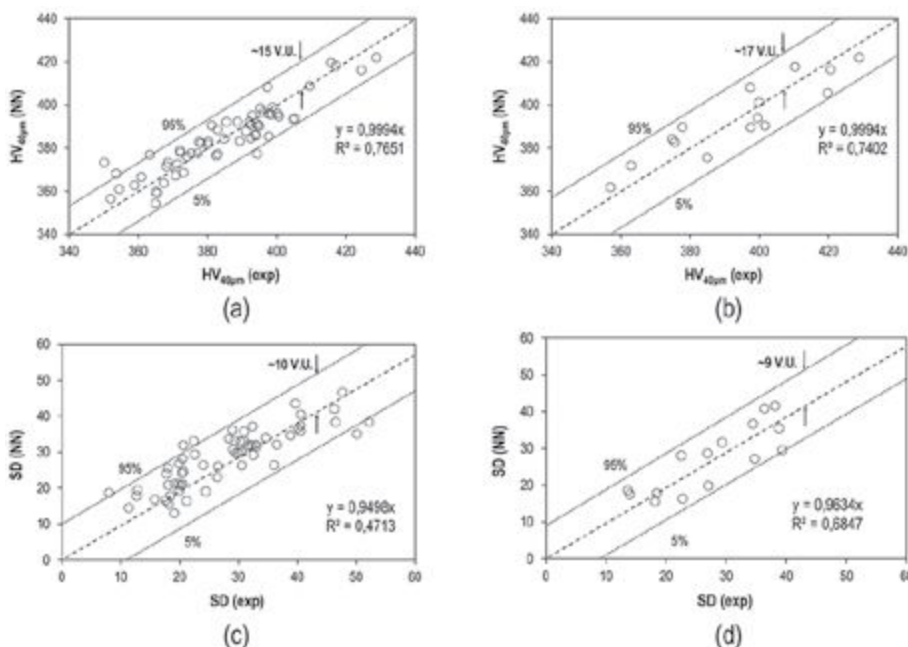 440
420
400
380
360
340
HV40µm (NN)
~15 V.U.
95%
5%
y = 0,9994x
R² = 0,7651
340 360 380 400 420 440
HV40µm (exp)
(a)
440
420
400
380
360
340
HV40µm (NN)
~17 V.U.
95%
5%
y = 0,9994x
R² = 0,7402
340 360 380 400 420 440
HV40µm (exp)
(b)
60
50
40
30
20
10
0
SD (NN)
~10 V.U.
95%
5%
y = 0,9498x
R² = 0,4713
0 10 20 30 40 50 60
SD (exp)
(c)
60
50
40
30
20
10
0
SD (NN)
~9 V.U.
95%
5%
y = 0,9634x
R² = 0,6847
0 10 20 30 40 50 60
SD (exp)
(d)